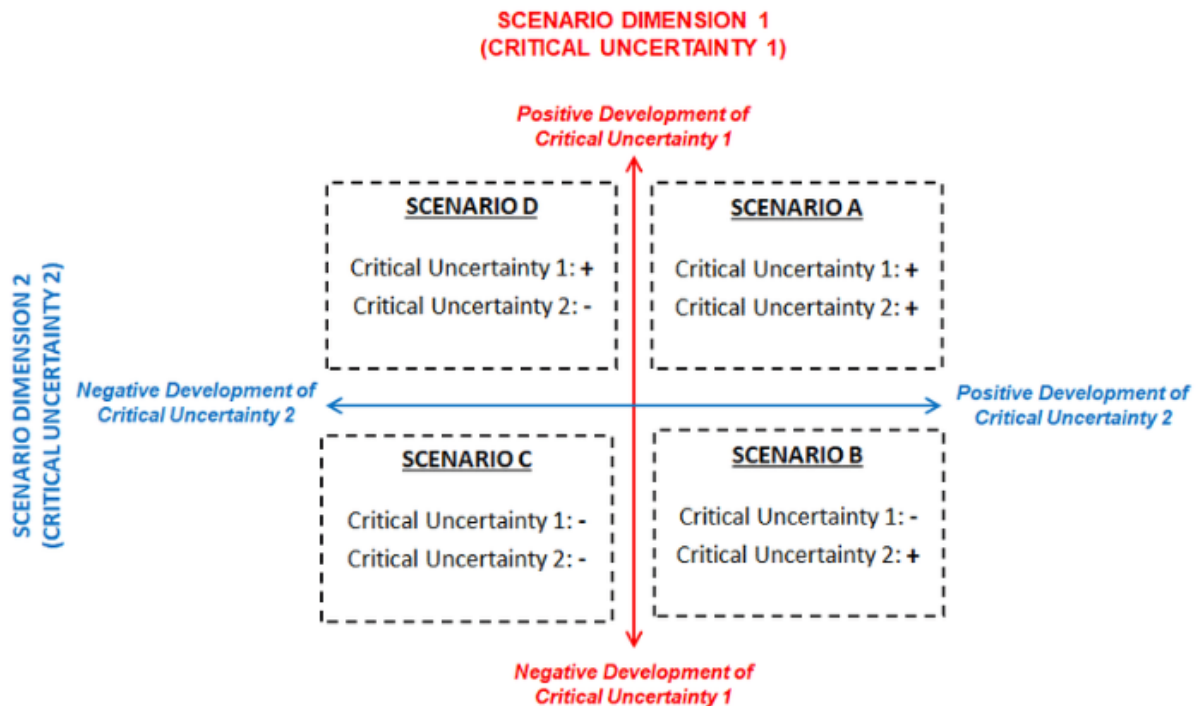 SCENARIO DIMENSION 1
(CRITICAL UNCERTAINTY 1)
Positive Development of
Critical Uncertainty 1
SCENARIO D
Critical Uncertainty 1: +
Critical Uncertainty 2: -
SCENARIO A
Critical Uncertainty 1: +
Critical Uncertainty 2: +
SCENARIO DIMENSION 2
(CRITICAL UNCERTAINTY 2)
Negative Development of
Critical Uncertainty 2
Positive Development of
Critical Uncertainty 2
SCENARIO C
Critical Uncertainty 1: -
Critical Uncertainty 2: -
SCENARIO B
Critical Uncertainty 1: -
Critical Uncertainty 2: +
Negative Development of
Critical Uncertainty 1